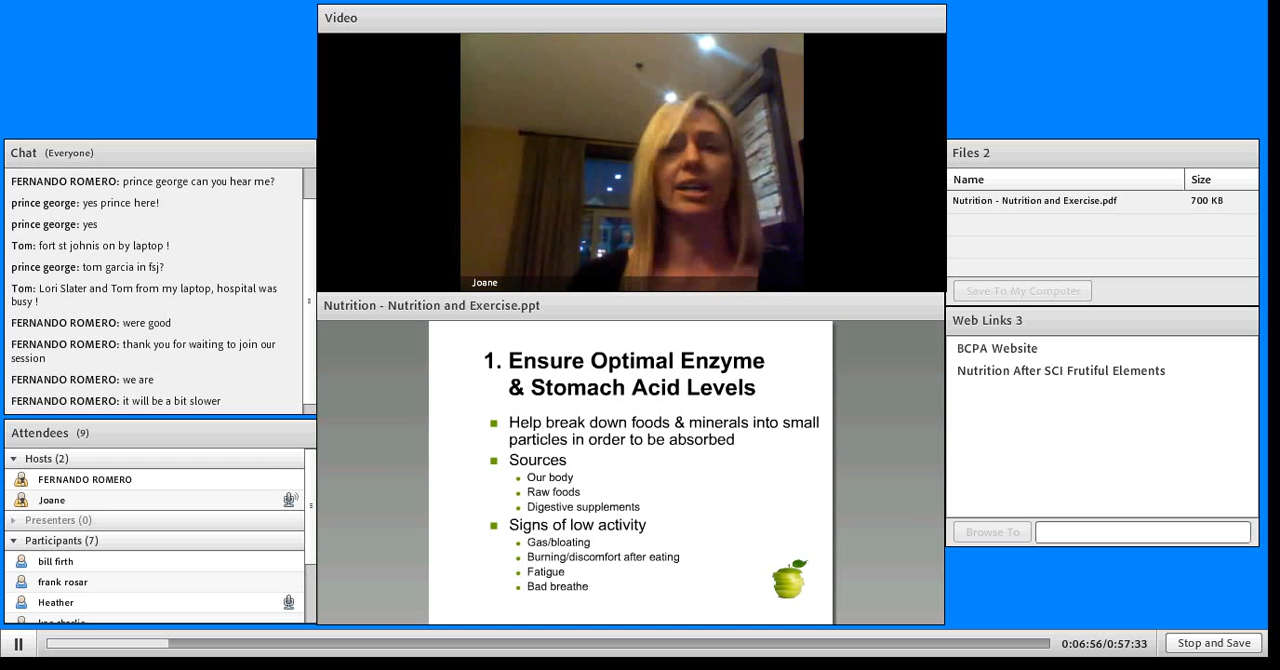 Video
Joane
Chat (Everyone)
FERNANDO ROMERO: prince george can you hear me?
prince george: yes prince here!
prince george: yes
Tom: fort st johnis on by laptop !
prince george: tom garcia in fsj?
Tom: Lori Slater and Tom from my laptop, hospital was
busy !
FERNANDO ROMERO: were good
FERNANDO ROMERO: thank you for waiting to join our
session
FERNANDO ROMERO: we are
FERNANDO ROMERO: it will be a bit slower
Attendees (9)
Hosts (2)
FERNANDO ROMERO
Joane
Presenters (0)
Participants (7)
bill firth
frank rosar
Heather
Nutrition - Nutrition and Exercise.ppt
1. Ensure Optimal Enzyme
& Stomach Acid Levels
Help break down foods & minerals into small
particles in order to be absorbed
Sources
Our body
Raw foods
Digestive supplements
Signs of low activity
Gas/bloating
Burning/discomfort after eating
Fatigue
Bad breathe
Files 2
Name Size
Nutrition - Nutrition and Exercise.pdf 700 KB
Save To My Computer
Web Links 3
BCPA Website
Nutrition After SCI Frutiful Elements
Browse To
0:06:56/0:57:33
Stop and Save